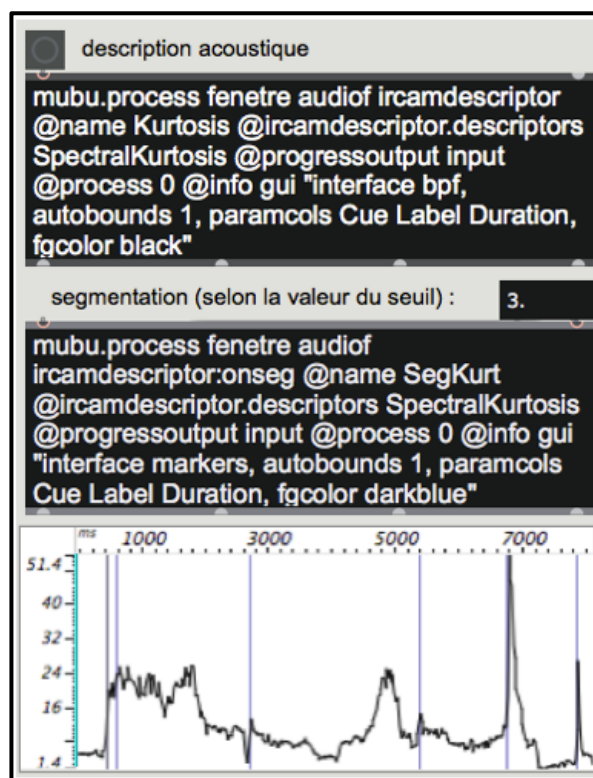 description acoustique
mubu.process fenetre audiof ircamdescriptor
@name Kurtosis @ircamdescriptor.descriptors
SpectralKurtosis @progressoutput input
@process 0 @info gui "interface bpf,
autobounds 1, paramcols Cue Label Duration,
fgcolor black"
segmentation (selon la valeur du seuil) : 3.
mubu.process fenetre audiof
ircamdescriptor:onseg @name SegKurt
@ircamdescriptor.descriptors SpectralKurtosis
@progressoutput input @process 0 @info gui
"interface markers, autobounds 1, paramcols
Cue Label Duration, fgcolor darkblue"
ms 1000 3000 5000 7000
51.4
40
32
24
16
1.4